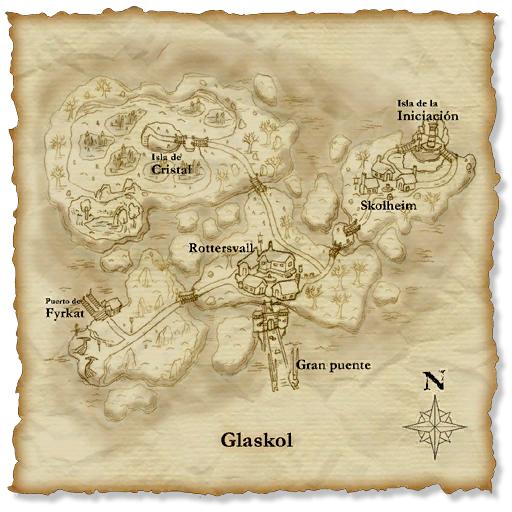 Isla de la
Iniciación
Isla de
Cristal
Skolheim
Rottersvall
Puerto de
Fyrkat
Gran puente
N
Glaskol